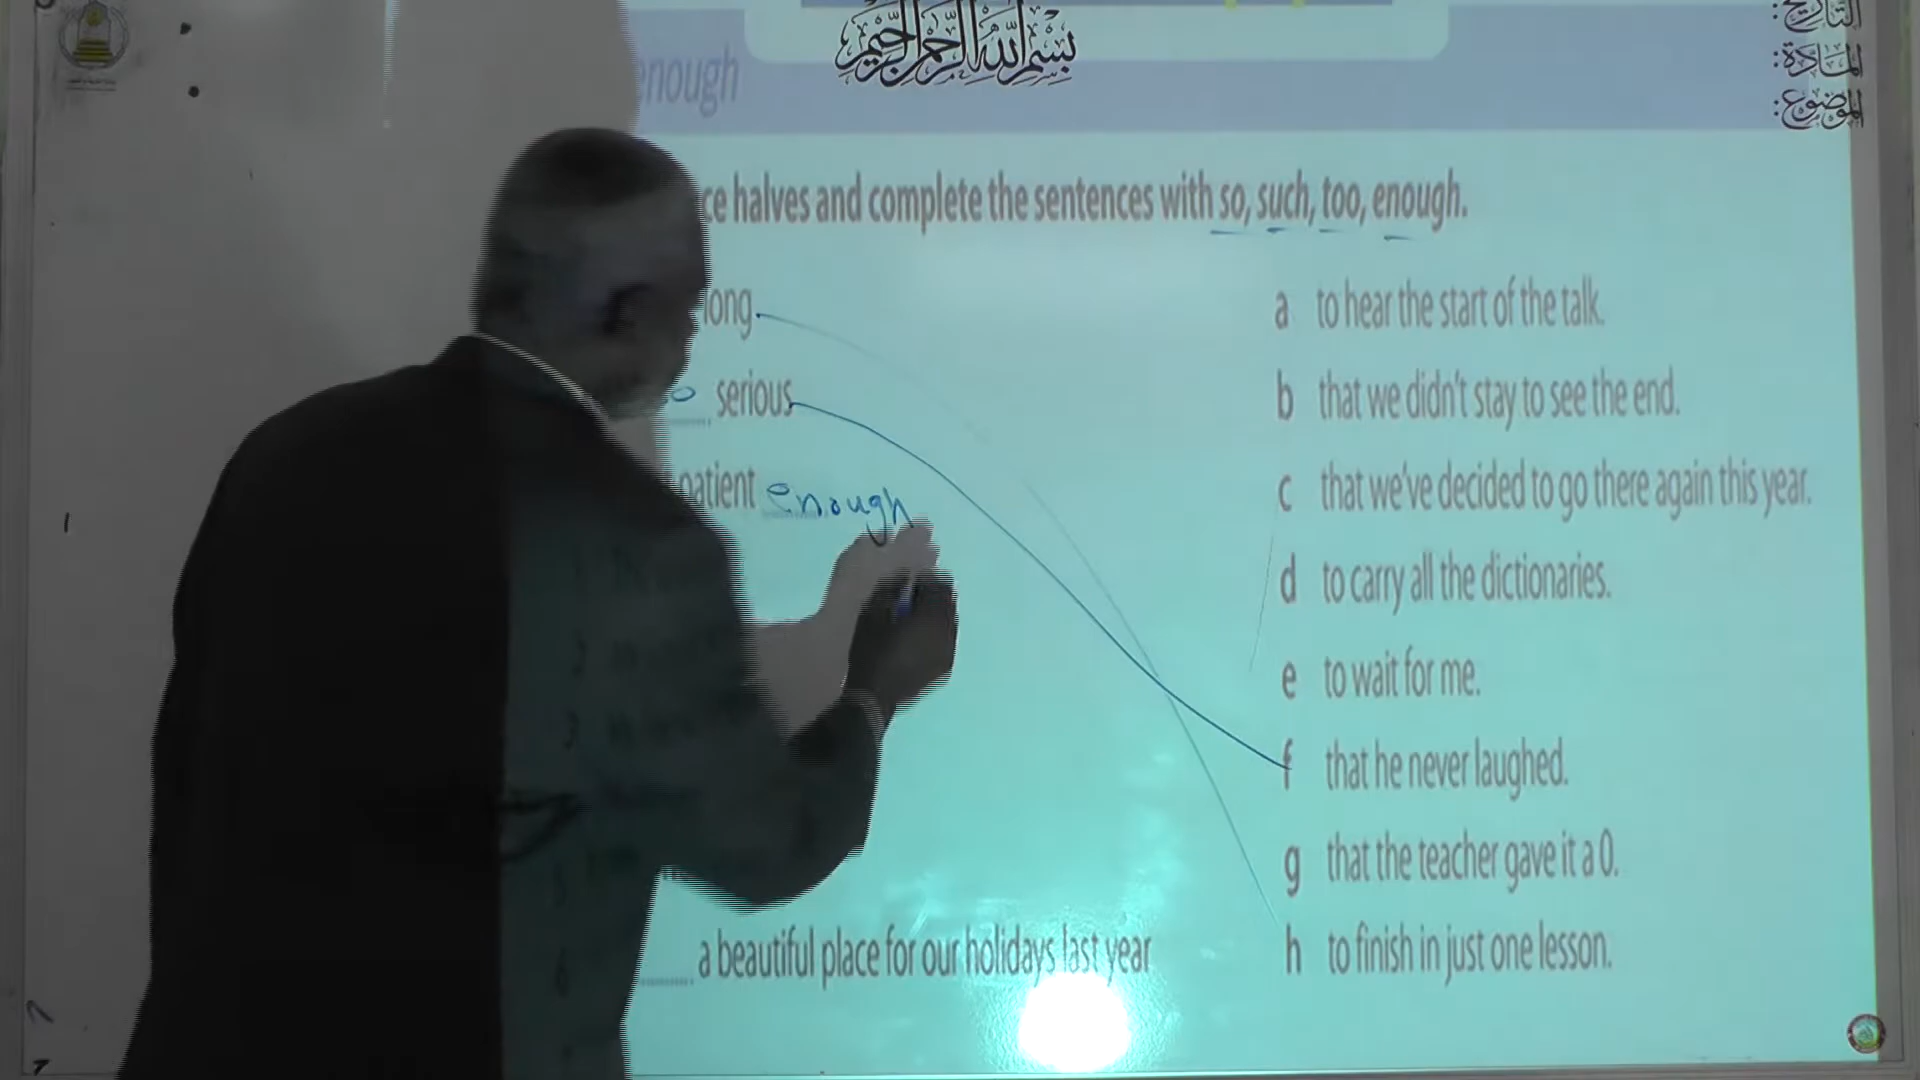 بسم الله الرحمن الرحيم
التاريخ:
المادة:
الموضوع:
enough
ce halves and complete the sentences with so, such, too, enough.
long
a to hear the start of the talk.
serious
b that we didn't stay to see the end.
patient enough
c that we've decided to go there again this year.
d to carry all the dictionaries.
e to wait for me.
f that he never laughed.
g that the teacher gave it a 0.
a beautiful place for our holidays last year
h to finish in just one lesson.